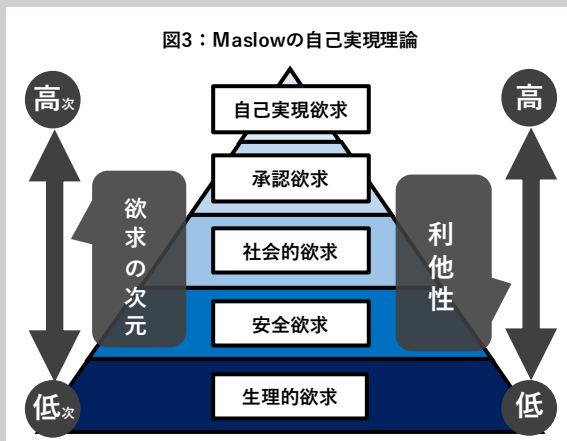 図3：Maslowの自己実現理論
高次
高
自己実現欲求
承認欲求
欲求の次元
利他性
社会的欲求
安全欲求
生理的欲求
低次
低